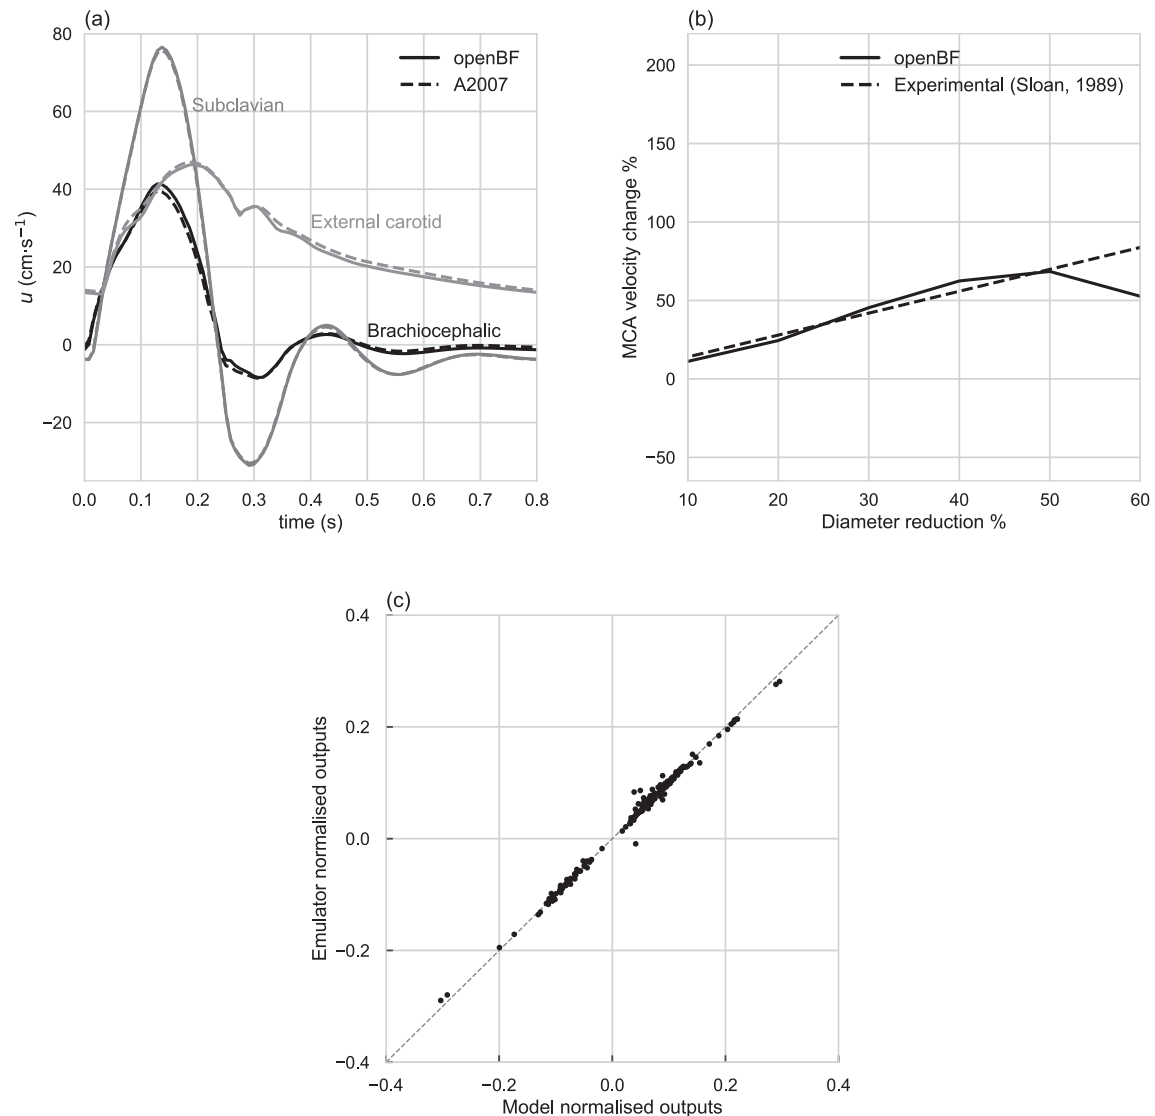 (a)
80
60
40
20
0
−20
u (cm·s⁻¹)
openBF
A2007
Subclavian
External carotid
Brachiocephalic
0.0 0.1 0.2 0.3 0.4 0.5 0.6 0.7 0.8
time (s)
(b)
200
150
100
50
0
−50
MCA velocity change %
openBF
Experimental (Sloan, 1989)
10 20 30 40 50 60
Diameter reduction %
(c)
0.4
0.2
0.0
−0.2
−0.4
Emulator normalised outputs
−0.4 −0.2 0.0 0.2 0.4
Model normalised outputs